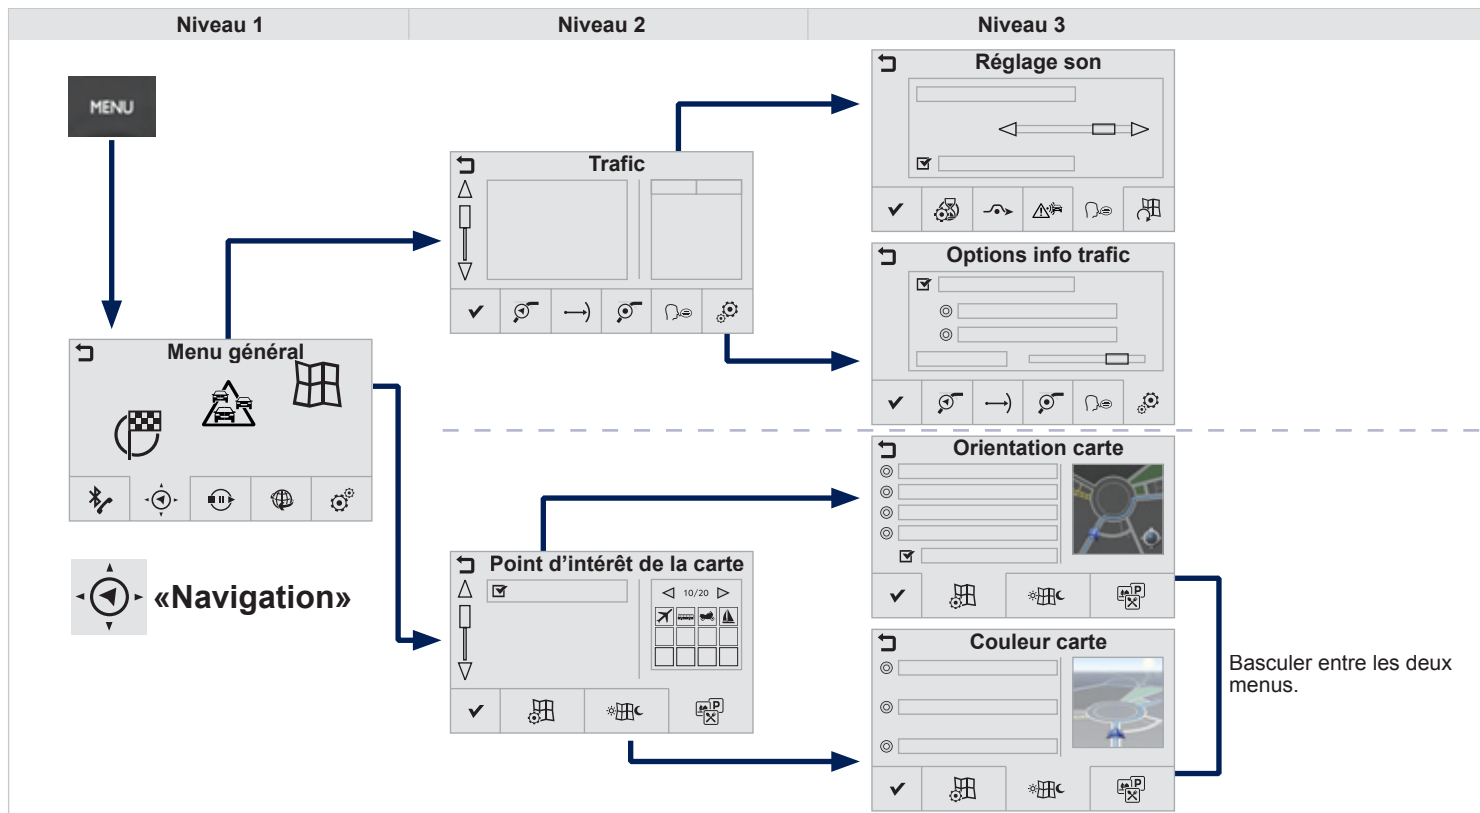 Niveau 1
Niveau 2
Niveau 3
MENU
Réglage son
Trafic
Options info trafic
Menu général
Orientation carte
«Navigation»
Point d’intérêt de la carte
10/20
P
Couleur carte
Basculer entre les deux
menus.
P
P